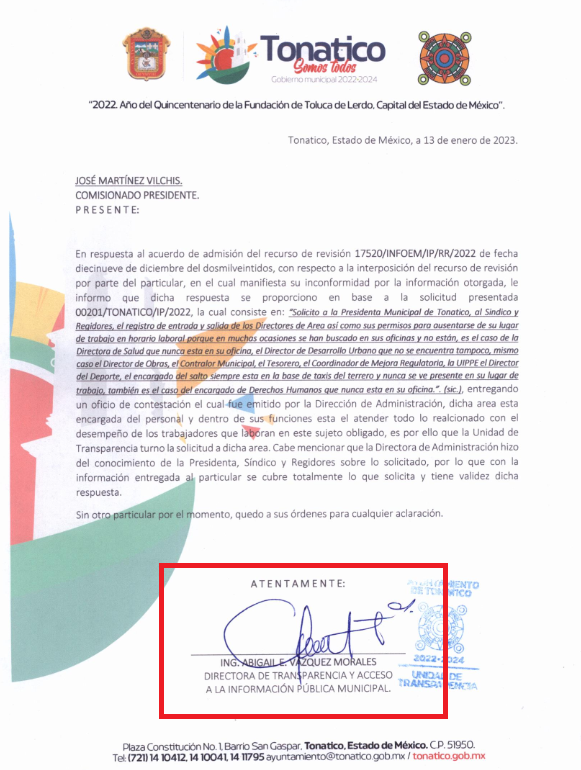 Tonatico
Somos todos
Gobierno municipal 2022-2024
"2022. Año del Quincentenario de la Fundación de Toluca de Lerdo, Capital del Estado de México".
Tonatico, Estado de México, a 13 de enero de 2023.
JOSÉ MARTÍNEZ VILCHIS.
COMISIONADO PRESIDENTE.
P R E S E N T E:
En respuesta al acuerdo de admisión del recurso de revisión 17520/INFOEM/IP/RR/2022 de fecha
diecinueve de diciembre del dosmilveintidos, con respecto a la interposición del recurso de revisión
por parte del particular, en el cual manifiesta su inconformidad por la información otorgada, le
informo que dicha respuesta se proporciono en base a la solicitud presentada
00201/TONATICO/IP/2022, la cual consiste en: "Solicito a la Presidenta Municipal de Tonatico, al Sindico y
Regidores, el registro de entrada y salida de los Directores de Area así como sus permisos para ausentarse de su lugar
de trabajo en horario laboral porque en muchas ocasiones se han buscado en sus oficinas y no están, es el caso de la
Directora de Salud que nunca esta en su oficina, el Director de Desarrollo Urbano que no se encuentra tampoco, mismo
caso el Director de Obras, el Contralor Municipal, el Tesorero, el Coordinador de Mejora Regulatoria, la UIPPE el Director
del Deporte, el encargado del salto siempre esta en la base de taxis del terrero y nunca se ve presente en su lugar de
trabajo, también es el caso del encargado de Derechos Humanos que nunca esta en su oficina.". (sic.), entregando
un oficio de contestación el cual fue emitido por la Dirección de Administración, dicha area esta
encargada del personal y dentro de sus funciones esta el atender todo lo realcionado con el
desempeño de los trabajadores que laboran en este sujeto obligado, es por ello que la Unidad de
Transparencia turno la solicitud a dicha area. Cabe mencionar que la Directora de Administración hizo
del conocimiento de la Presidenta, Síndico y Regidores sobre lo solicitado, por lo que con la
información entregada al particular se cubre totalmente lo que solicita y tiene validez dicha
respuesta.
Sin otro particular por el momento, quedo a sus órdenes para cualquier aclaración.
A T E N T A M E N T E:
ING. ABIGAIL E. VÁZQUEZ MORALES
DIRECTORA DE TRANSPARENCIA Y ACCESO
A LA INFORMACIÓN PÚBLICA MUNICIPAL.
DE TONATICO
2022-2024
UNIDAD DE
TRANSPARENCIA
Plaza Constitución No. 1, Barrio San Gaspar, Tonatico, Estado de México. C.P. 51950.
Tel: (721) 14 10412, 14 10041, 14 11795 ayuntamiento@tonatico.gob.mx / tonatico.gob.mx